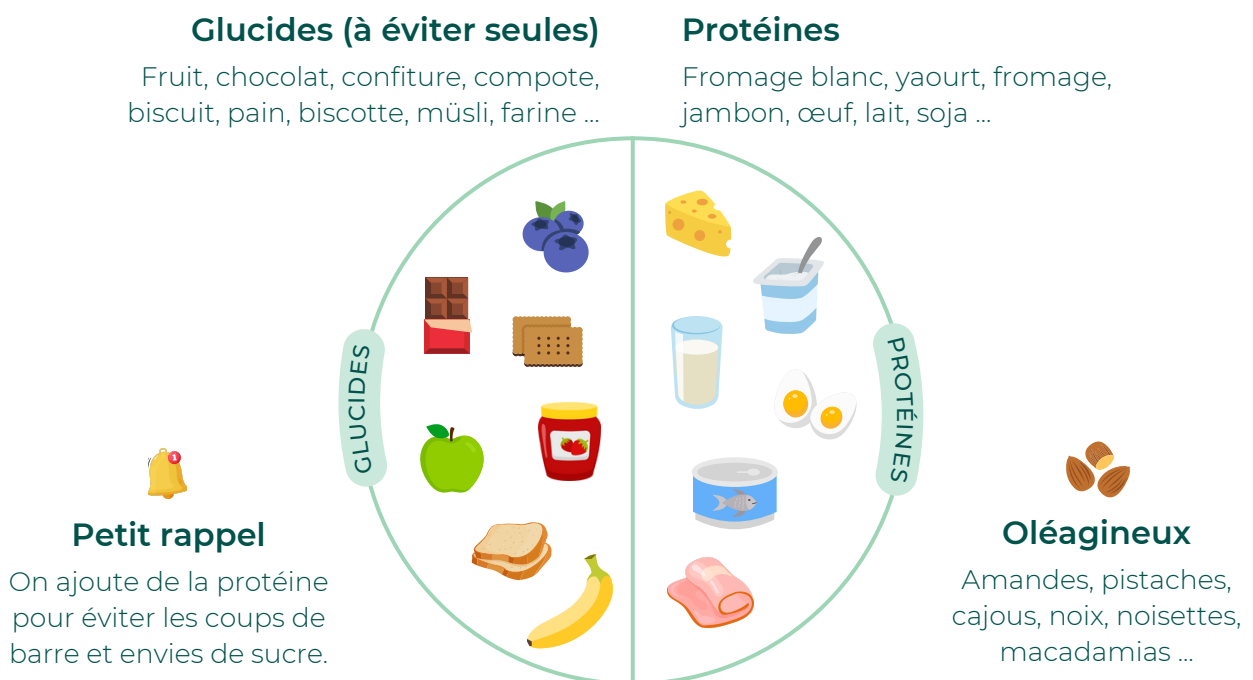 Glucides (à éviter seules)
Fruit, chocolat, confiture, compote,
biscuit, pain, biscotte, müsli, farine ...
Protéines
Fromage blanc, yaourt, fromage,
jambon, œuf, lait, soja ...
GLUCIDES
PROTÉINES
1
Petit rappel
On ajoute de la protéine
pour éviter les coups de
barre et envies de sucre.
Oléagineux
Amandes, pistaches,
cajous, noix, noisettes,
macadamias ...